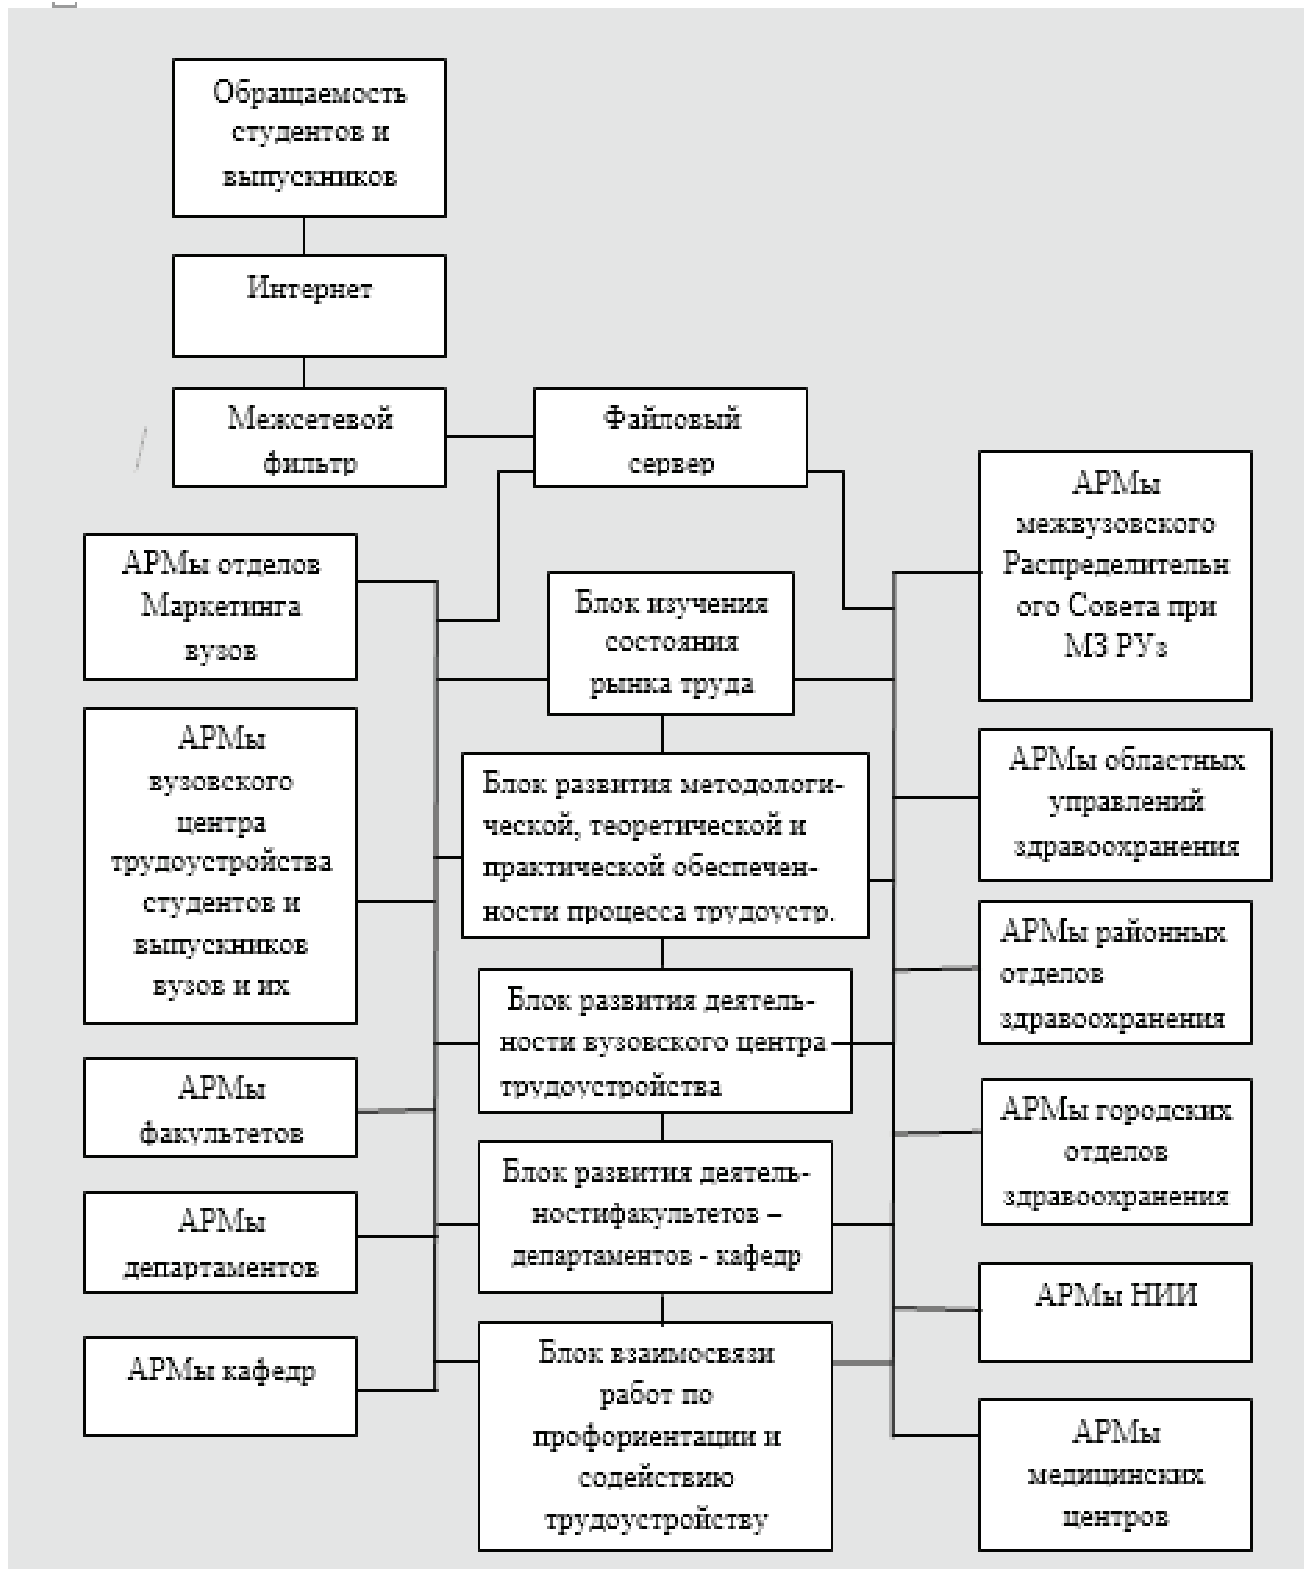 Обращаемость
студентов и
выпускников
Интернет
Межсетевой
фильтр
Файловый
сервер
АРМы отделов
Маркетинга
вузов
АРМы
вузовского
центра
трудоустройства
студентов и
выпускников
вузов и их
АРМы
факультетов
АРМы
департаментов
АРМы кафедр
Блок изучения
состояния
рынка труда
Блок развития методологи-
ческой, теоретической и
практической обеспечен-
ности процесса трудоустр.
Блок развития деятель-
ности вузовского центра
трудоустройства
Блок развития деятель-
ностифакультетов –
департаментов - кафедр
Блок взаимосвязи
работ по
профориентации и
содействию
трудоустройству
АРМы
межвузовского
Распределительн
ого Совета при
МЗ РУз
АРМы областных
управлений
здравоохранения
АРМы районных
отделов
здравоохранения
АРМы городских
отделов
здравоохранения
АРМы НИИ
АРМы
медицинских
центров